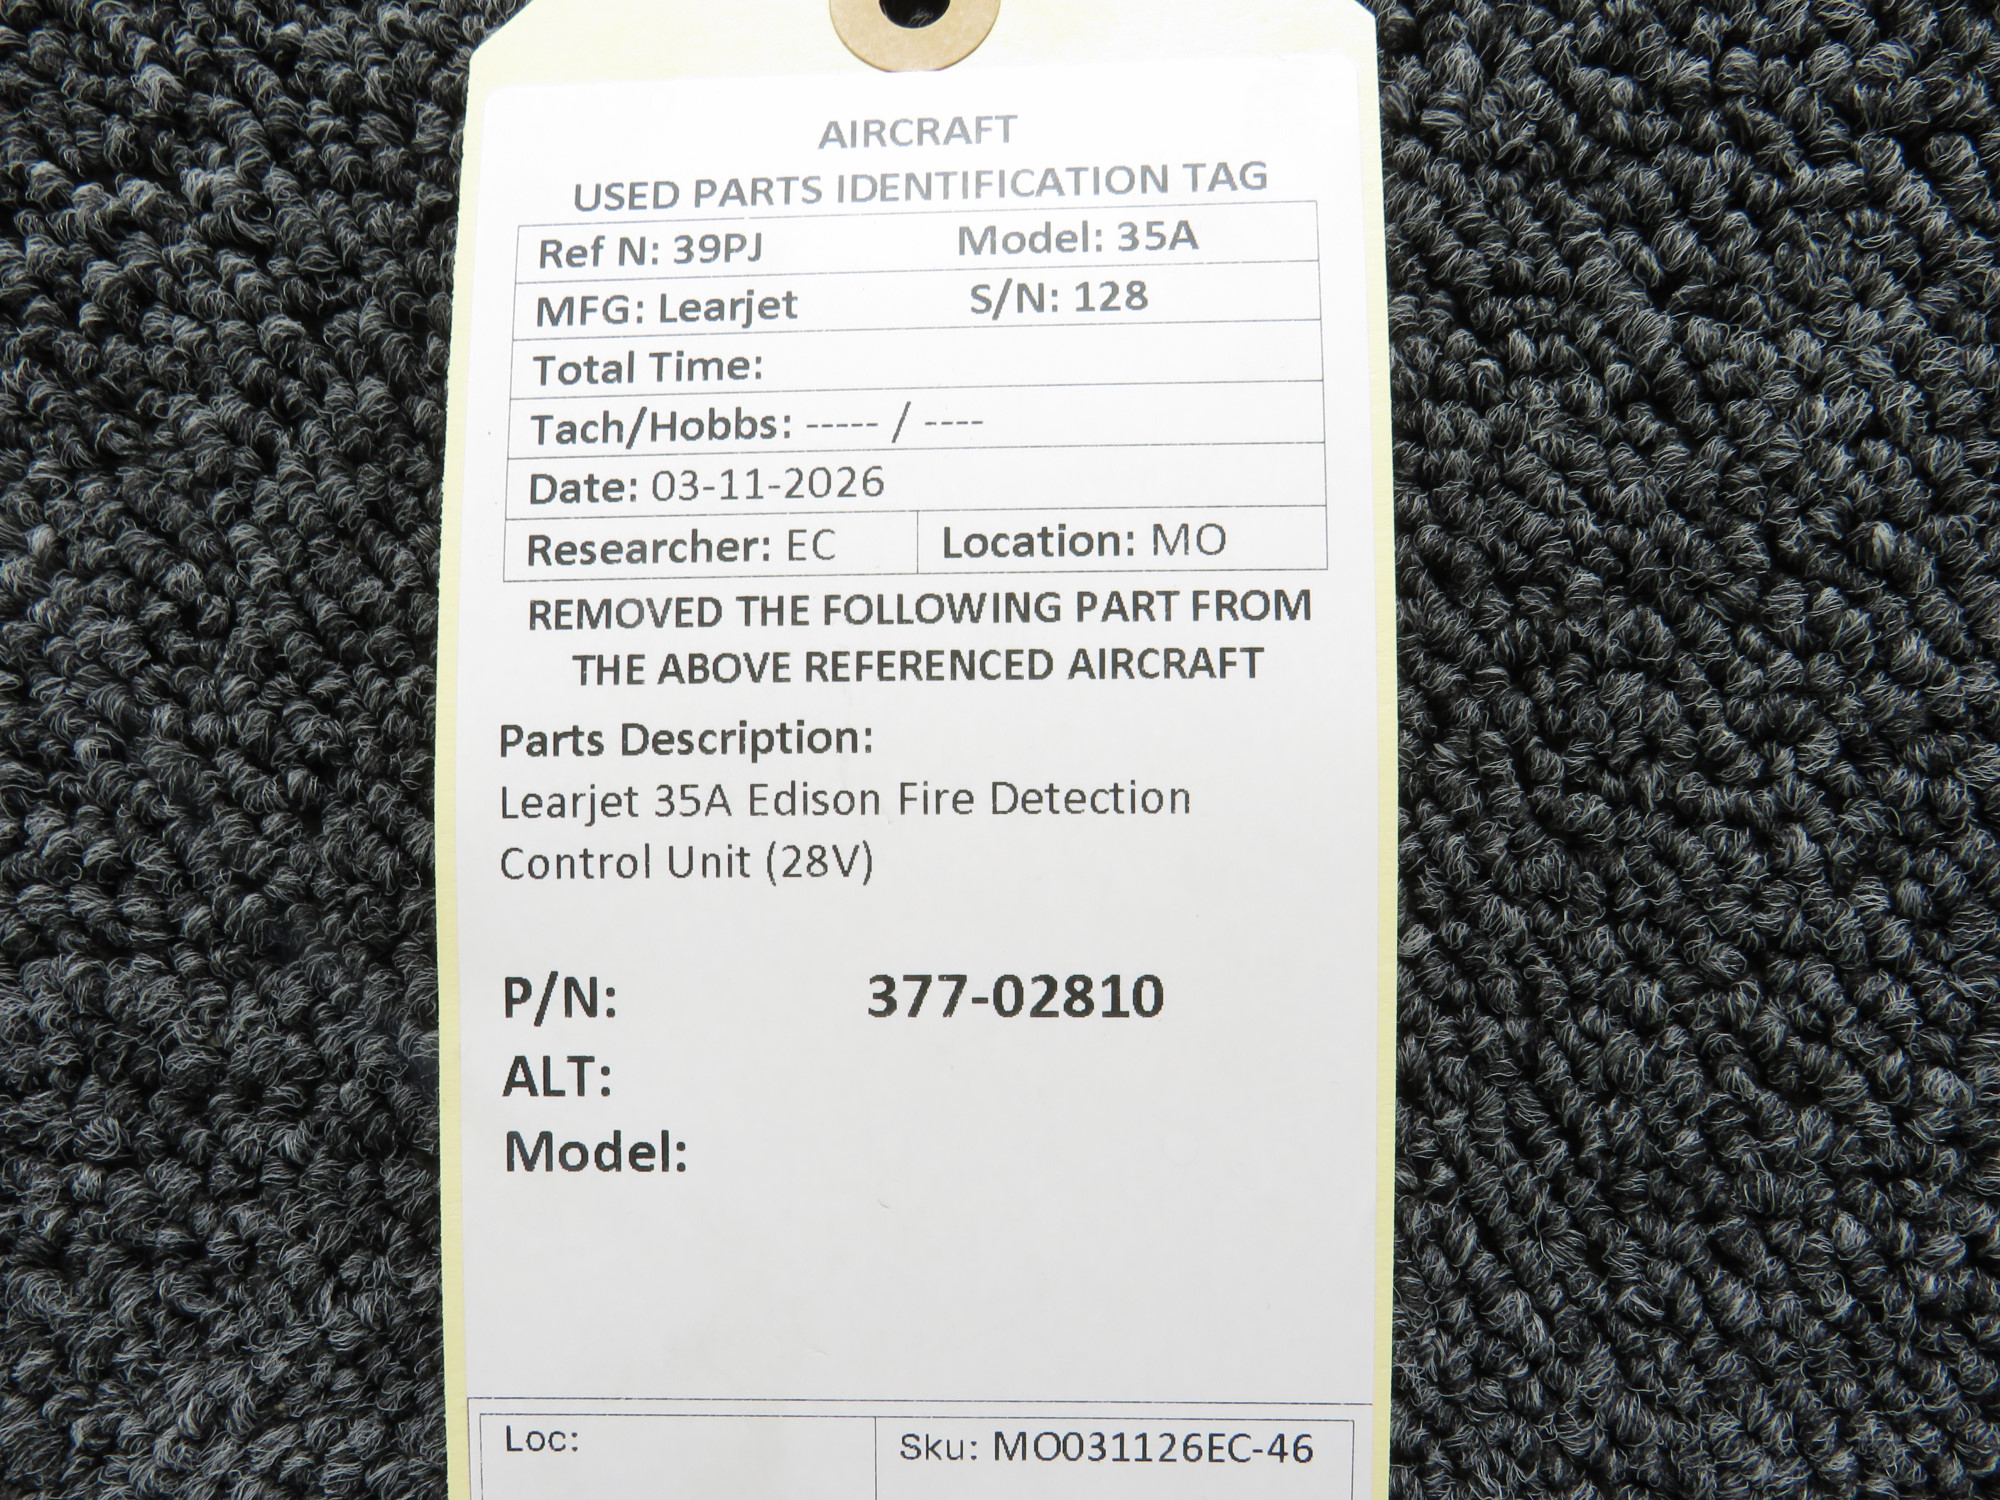 AIRCRAFT
USED PARTS IDENTIFICATION TAG
Ref N: 39PJ Model: 35A
MFG: Learjet S/N: 128
Total Time:
Tach/Hobbs: ----- / ----
Date: 03-11-2026
Researcher: EC Location: MO
REMOVED THE FOLLOWING PART FROM
THE ABOVE REFERENCED AIRCRAFT
Parts Description:
Learjet 35A Edison Fire Detection
Control Unit (28V)
P/N: 377-02810
ALT:
Model:
Loc: Sku: MO031126EC-46